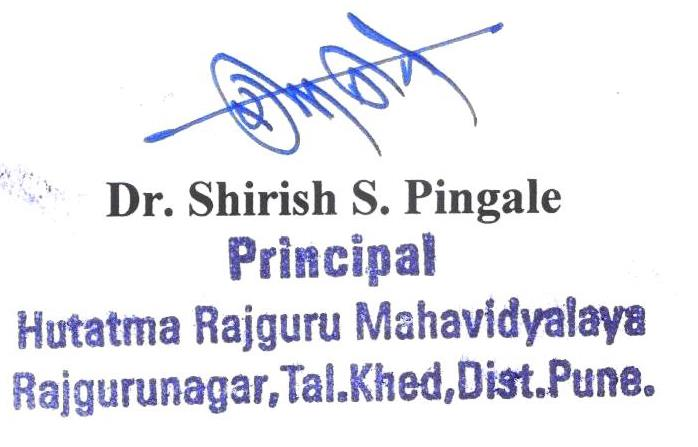 Dr. Shirish S. Pingale
Principal
Hutatma Rajguru Mahavidyalaya
Rajgurunagar,Tal.Khed,Dist.Pune.